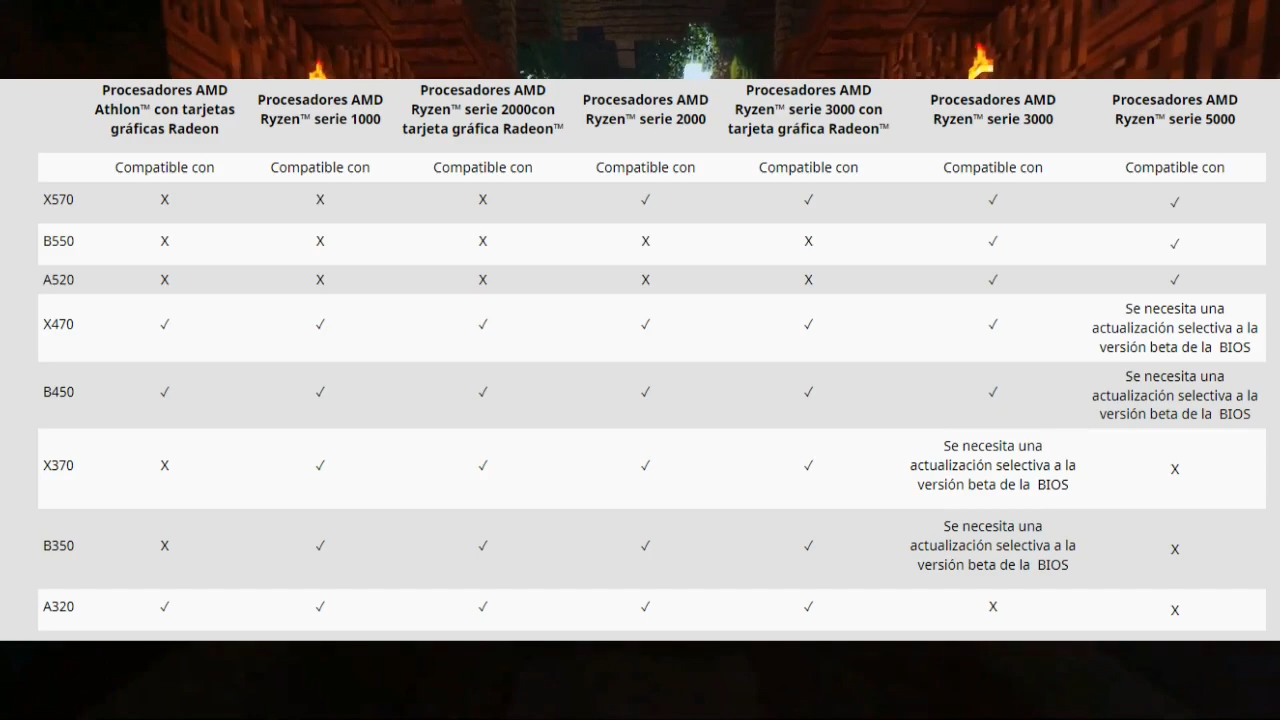 Procesadores AMD
Athlon™ con tarjetas
gráficas Radeon
Procesadores AMD
Ryzen™ serie 1000
Procesadores AMD
Ryzen™ serie 2000con
tarjeta gráfica Radeon™
Procesadores AMD
Ryzen™ serie 2000
Procesadores AMD
Ryzen™ serie 3000 con
tarjeta gráfica Radeon™
Procesadores AMD
Ryzen™ serie 3000
Procesadores AMD
Ryzen™ serie 5000
Compatible con Compatible con Compatible con Compatible con Compatible con Compatible con Compatible con
X570 X X X ✓ ✓ ✓ ✓
B550 X X X X X ✓ ✓
A520 X X X X X ✓ ✓
X470 ✓ ✓ ✓ ✓ ✓ ✓
Se necesita una
actualización selectiva a la
versión beta de la BIOS
B450 ✓ ✓ ✓ ✓ ✓ ✓
Se necesita una
actualización selectiva a la
versión beta de la BIOS
X370 X ✓ ✓ ✓ ✓
Se necesita una
actualización selectiva a la
versión beta de la BIOS
X
B350 X ✓ ✓ ✓ ✓
Se necesita una
actualización selectiva a la
versión beta de la BIOS
X
A320 ✓ ✓ ✓ ✓ ✓ X X